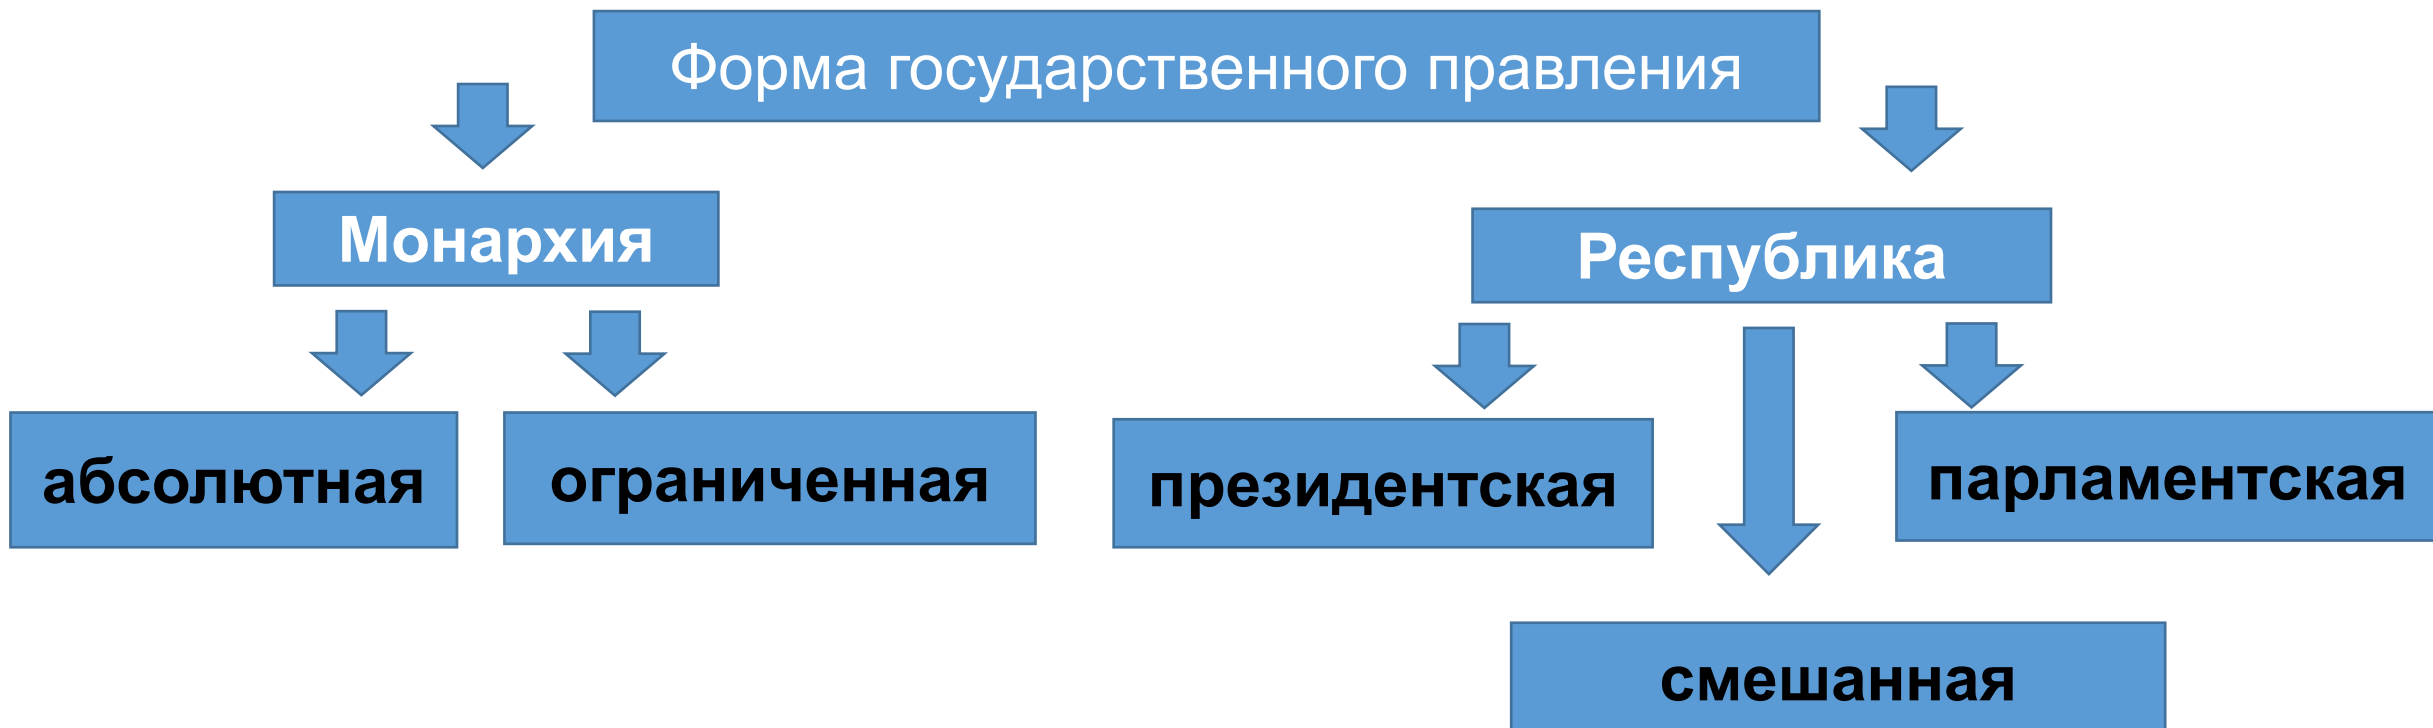 Форма государственного правления
Монархия
Республика
абсолютная
ограниченная
президентская
парламентская
смешанная